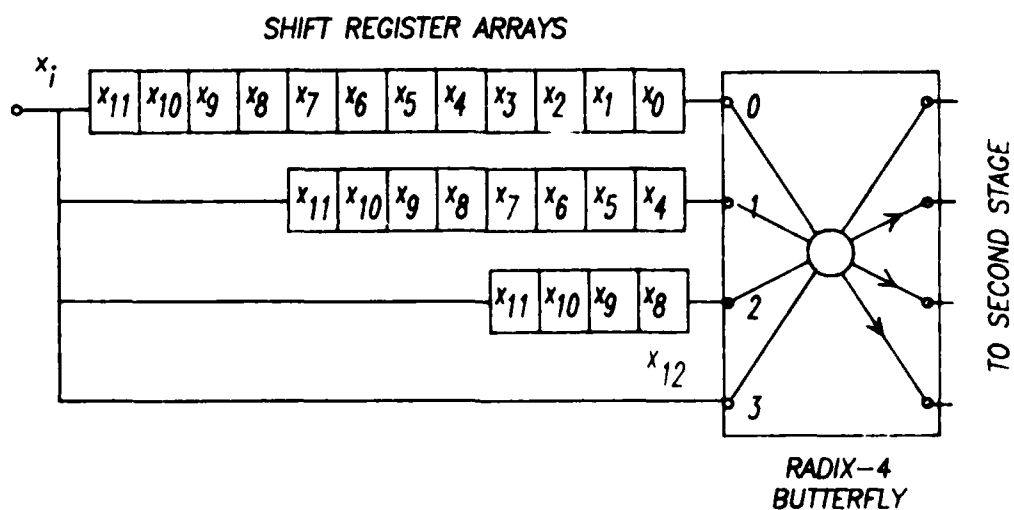 SHIFT REGISTER ARRAYS
x_i
x_11 x_10 x_9 x_8 x_7 x_6 x_5 x_4 x_3 x_2 x_1 x_0
0
x_11 x_10 x_9 x_8 x_7 x_6 x_5 x_4
1
x_11 x_10 x_9 x_8
2
x_12
3
TO SECOND STAGE
RADIX-4
BUTTERFLY